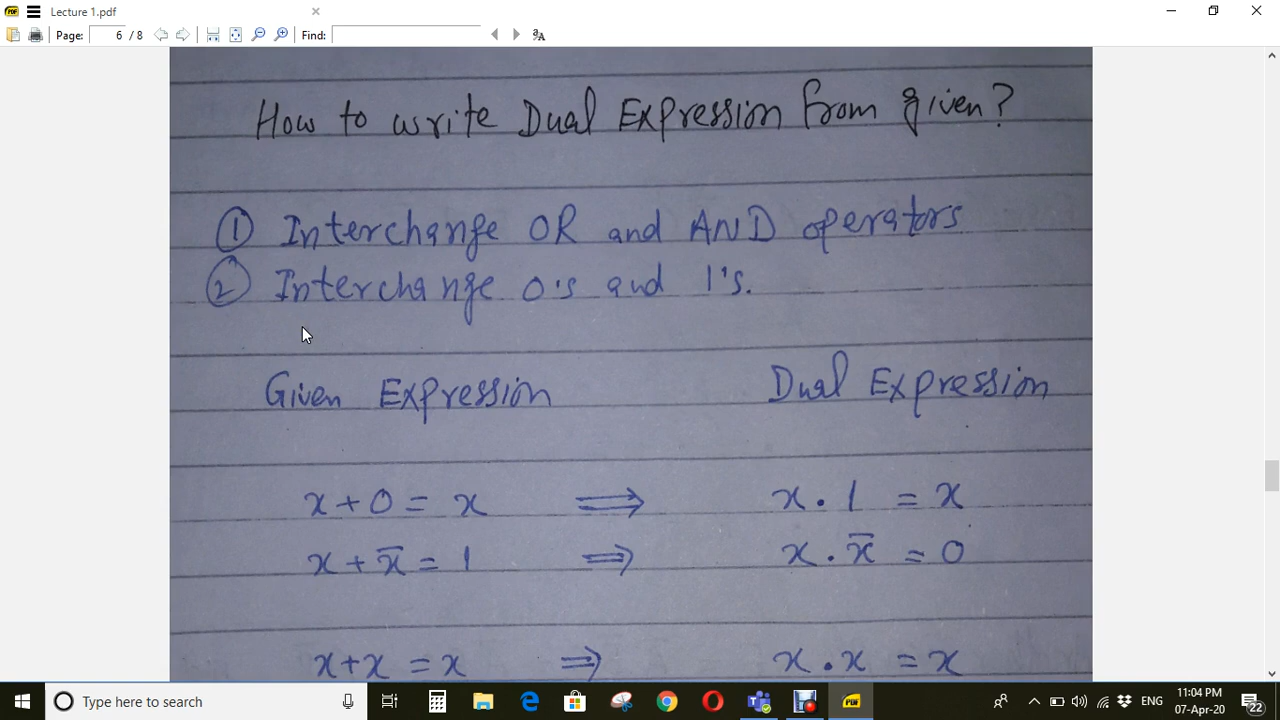 Lecture 1.pdf
Page: 6 / 8 Find:
How to write Dual Expression from given?
① Interchange OR and AND operators
② Interchange 0's and 1's.
Given Expression Dual Expression
x + 0 = x ⟹ x . 1 = x
x + x̅ = 1 ⟹ x . x̅ = 0
x + x = x ⟹ x . x = x
Type here to search
ENG
11:04 PM
07-Apr-20
22